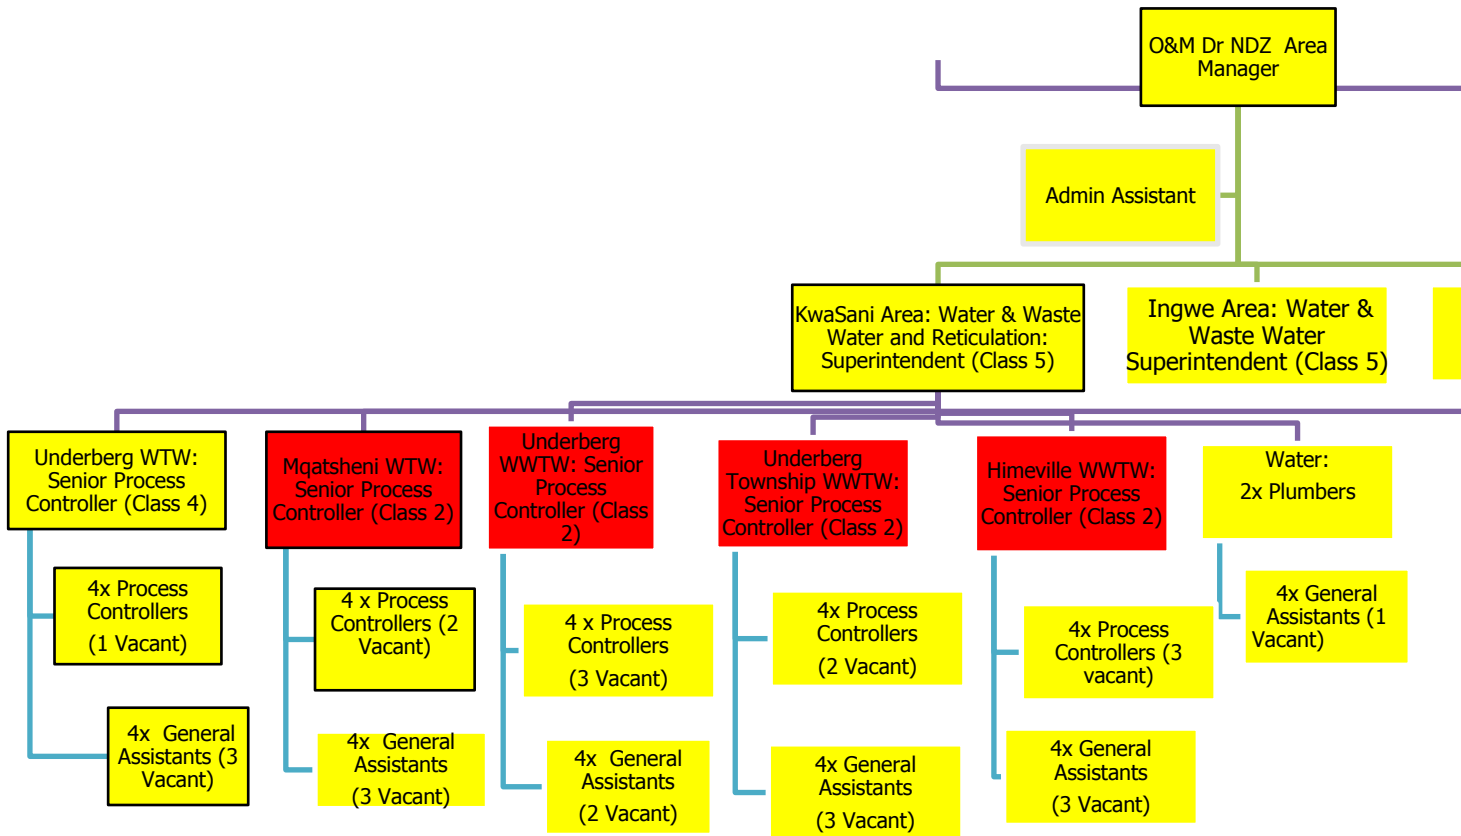 O&M Dr NDZ  Area
Manager
Admin Assistant
KwaSani Area: Water & Waste
Water and Reticulation:
Superintendent (Class 5)
Ingwe Area: Water &
Waste Water
Superintendent (Class 5)
Underberg WTW:
Senior Process
Controller (Class 4)
Mqatsheni WTW:
Senior Process
Controller (Class 2)
Underberg
WWTW: Senior
Process
Controller (Class
2)
Underberg
Township WWTW:
Senior Process
Controller (Class 2)
Himeville WWTW:
Senior Process
Controller (Class 2)
Water:
2x Plumbers
4x Process
Controllers
(1 Vacant)
4 x Process
Controllers (2
Vacant)
4 x Process
Controllers
(3 Vacant)
4x Process
Controllers
(2 Vacant)
4x Process
Controllers (3
vacant)
4x General
Assistants (1
Vacant)
4x  General
Assistants (3
Vacant)
4x  General
Assistants
(3 Vacant)
4x  General
Assistants
(2 Vacant)
4x General
Assistants
(3 Vacant)
4x General
Assistants
(3 Vacant)